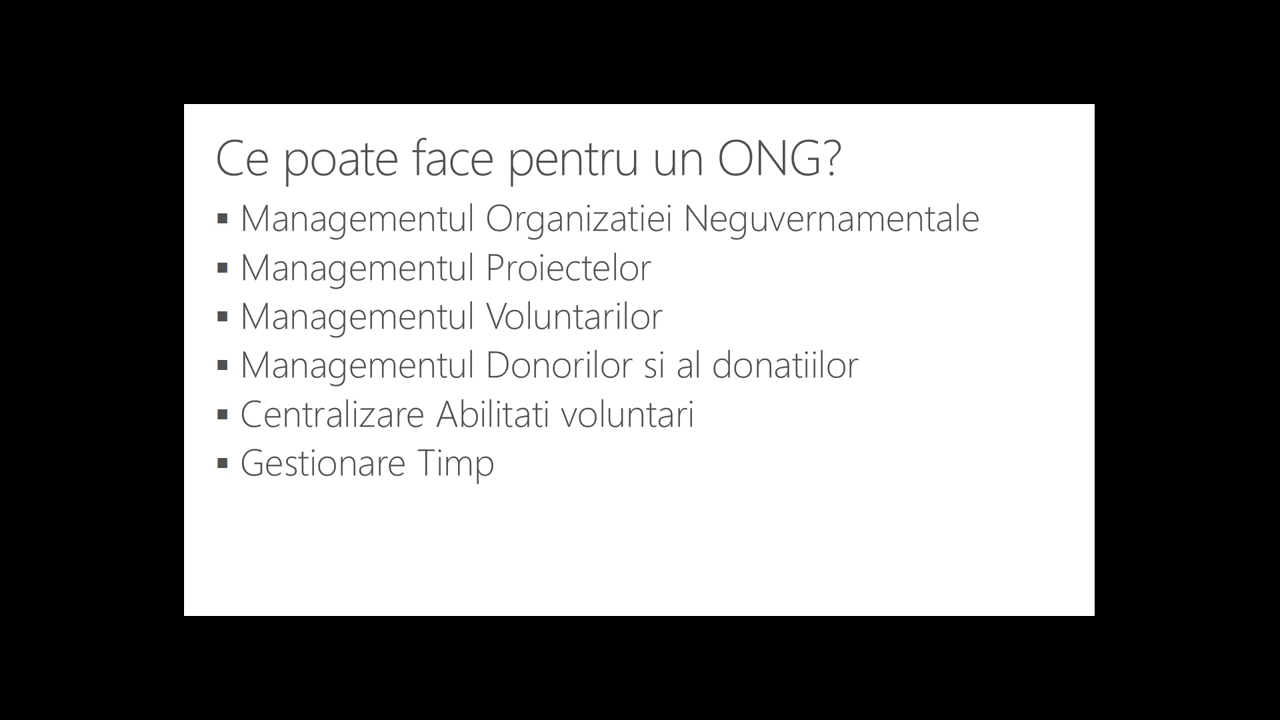 Ce poate face pentru un ONG?
▪ Managementul Organizatiei Neguvernamentale
▪ Managementul Proiectelor
▪ Managementul Voluntarilor
▪ Managementul Donorilor si al donatiilor
▪ Centralizare Abilitati voluntari
▪ Gestionare Timp